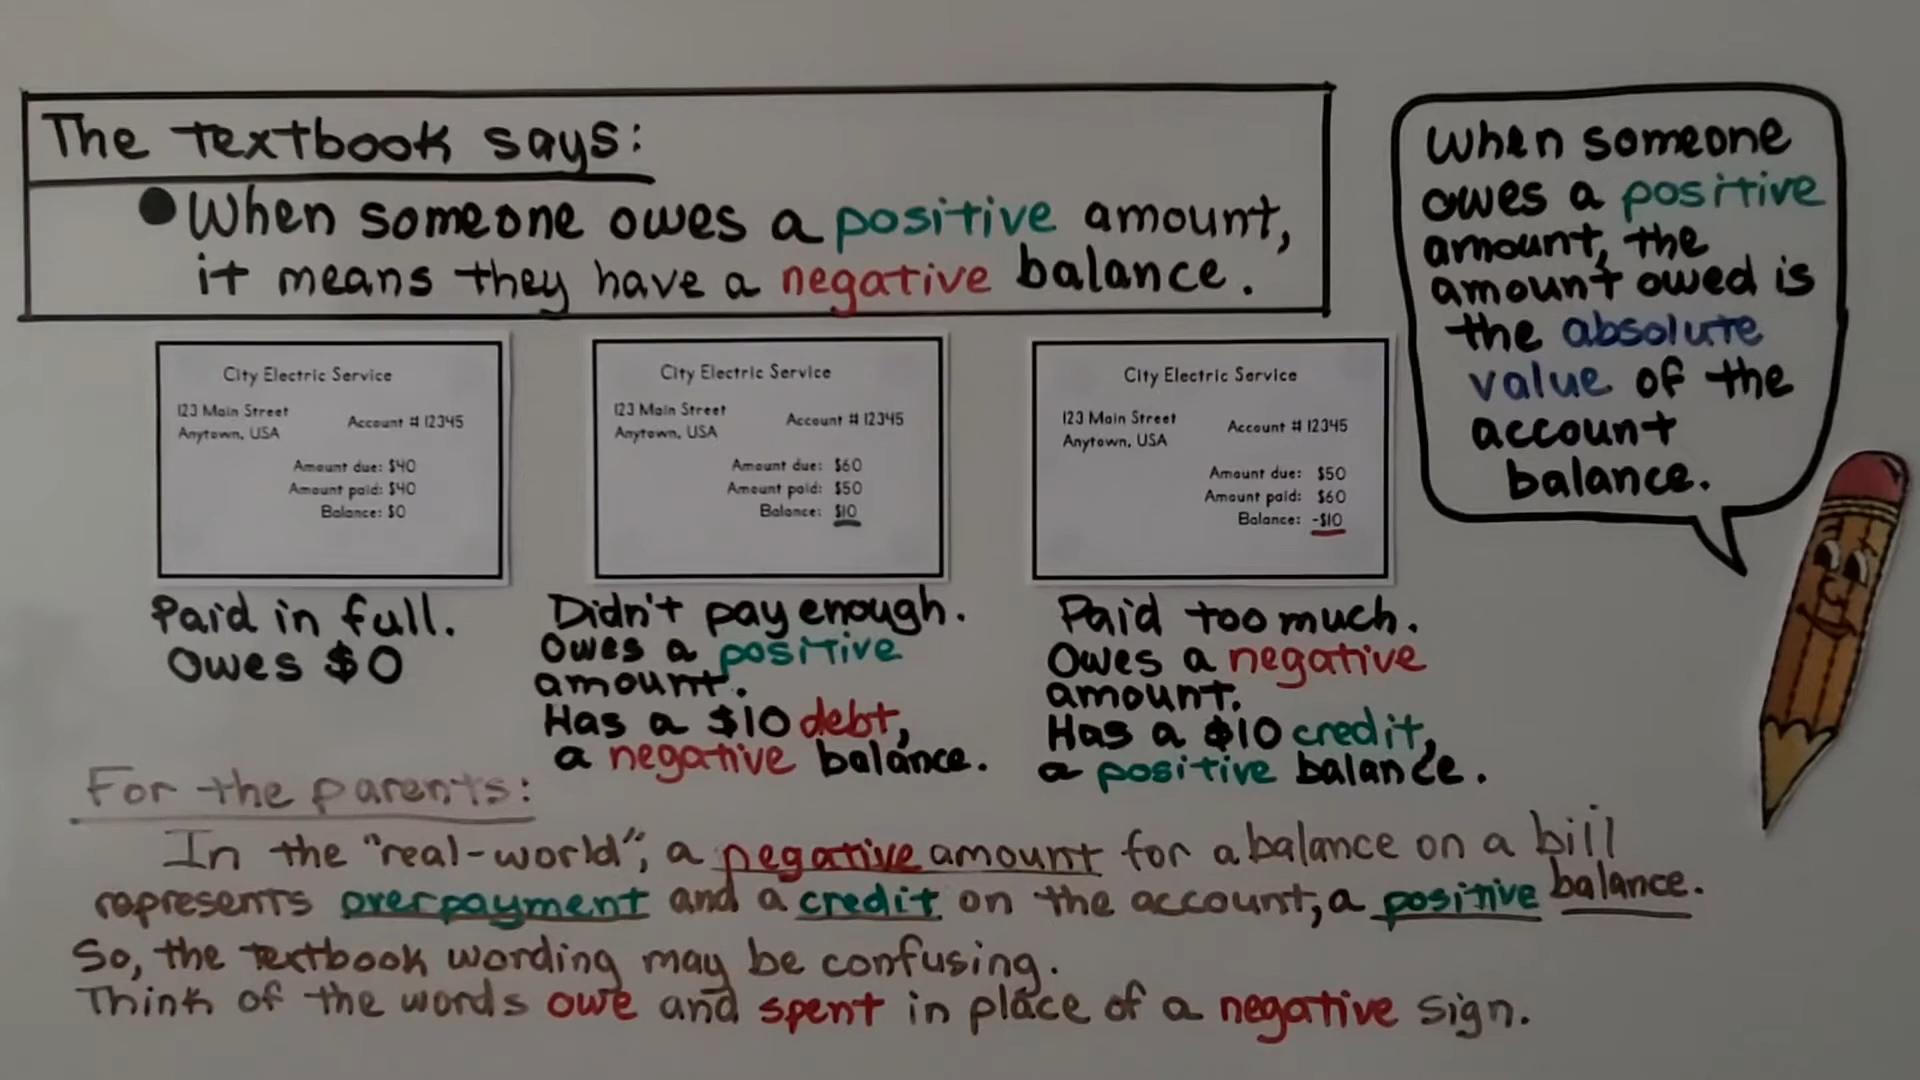 The textbook says:
●When someone owes a positive amount,
it means they have a negative balance.
When someone
owes a positive
amount, the
amount owed is
the absolute
value of the
account
balance.
City Electric Service
123 Main Street
Anytown, USA
Account # 12345
Amount due: $40
Amount paid: $40
Balance: $0
Paid in full.
Owes $0
City Electric Service
123 Main Street
Anytown, USA
Account # 12345
Amount due: $60
Amount paid: $50
Balance: $10
Didn't pay enough.
Owes a positive
amount.
Has a $10 debt,
a negative balance.
City Electric Service
123 Main Street
Anytown, USA
Account # 12345
Amount due: $50
Amount paid: $60
Balance: -$10
Paid too much.
Owes a negative
amount.
Has a $10 credit,
a positive balance.
For the parents:
In the "real-world", a negative amount for a balance on a bill
represents overpayment and a credit on the account, a positive balance.
So, the textbook wording may be confusing.
Think of the words owe and spent in place of a negative sign.